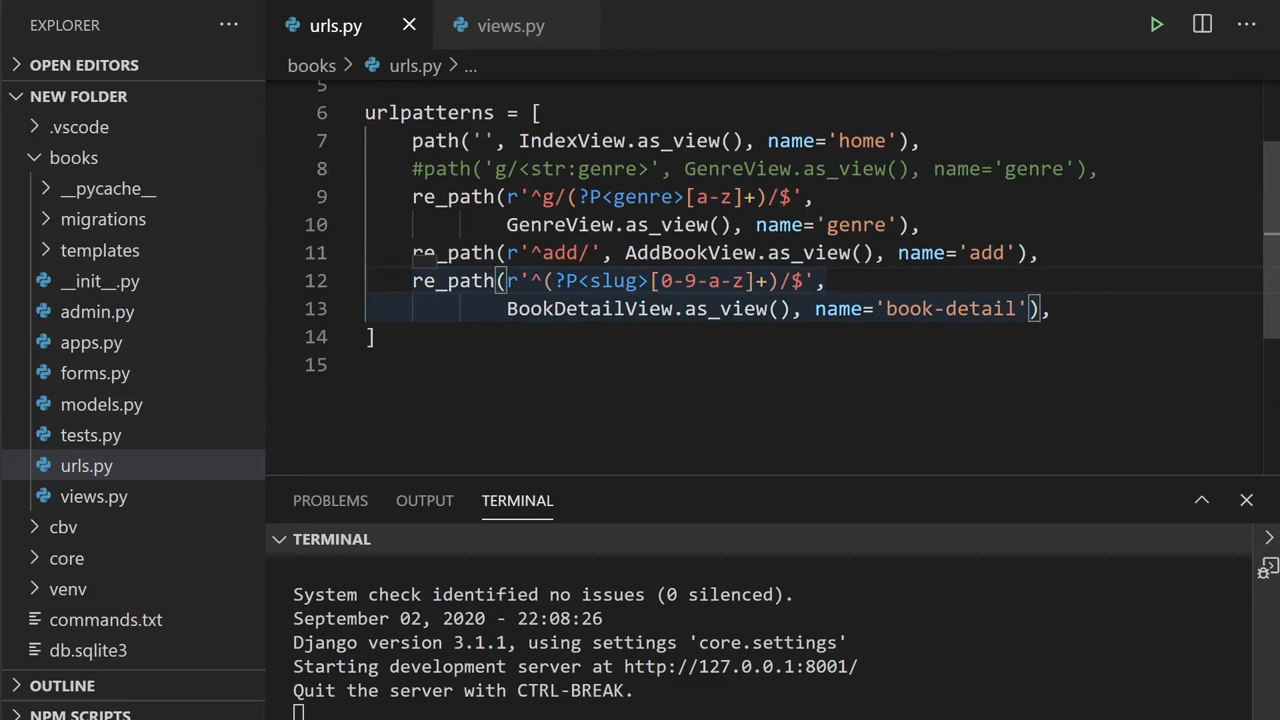 EXPLORER
OPEN EDITORS
NEW FOLDER
.vscode
books
__pycache__
migrations
templates
__init__.py
admin.py
apps.py
forms.py
models.py
tests.py
urls.py
views.py
cbv
core
venv
commands.txt
db.sqlite3
OUTLINE
NPM SCRIPTS
urls.py
views.py
books > urls.py > ...
5
6 urlpatterns = [
7 path('', IndexView.as_view(), name='home'),
8 #path('g/<str:genre>', GenreView.as_view(), name='genre'),
9 re_path(r'^g/(?P<genre>[a-z]+)/$',
10 GenreView.as_view(), name='genre'),
11 re_path(r'^add/', AddBookView.as_view(), name='add'),
12 re_path(r'^(?P<slug>[0-9-a-z]+)/$',
13 BookDetailView.as_view(), name='book-detail'),
14 ]
15
PROBLEMS OUTPUT TERMINAL
TERMINAL
System check identified no issues (0 silenced).
September 02, 2020 - 22:08:26
Django version 3.1.1, using settings 'core.settings'
Starting development server at http://127.0.0.1:8001/
Quit the server with CTRL-BREAK.